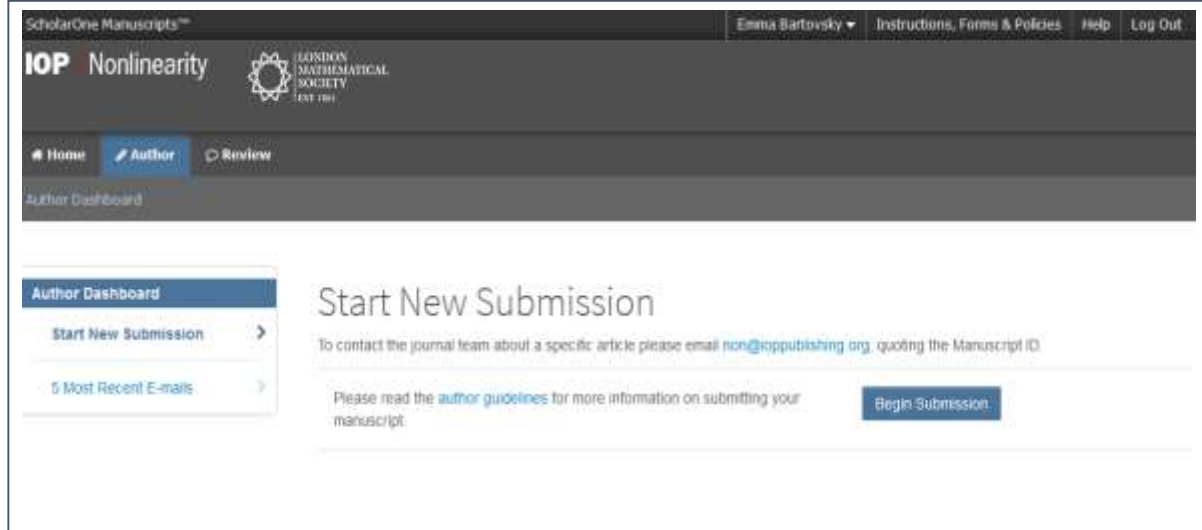 ScholarOne Manuscripts™
Emma Bartovsky
Instructions, Forms & Policies
Help
Log Out
IOP Nonlinearity
LONDON
MATHEMATICAL
SOCIETY
EST 1865
Home
Author
Review
Author Dashboard
Author Dashboard
Start New Submission
5 Most Recent E-mails
Start New Submission
To contact the journal team about a specific article please email non@ioppublishing.org, quoting the Manuscript ID.
Please read the author guidelines for more information on submitting your
manuscript
Begin Submission